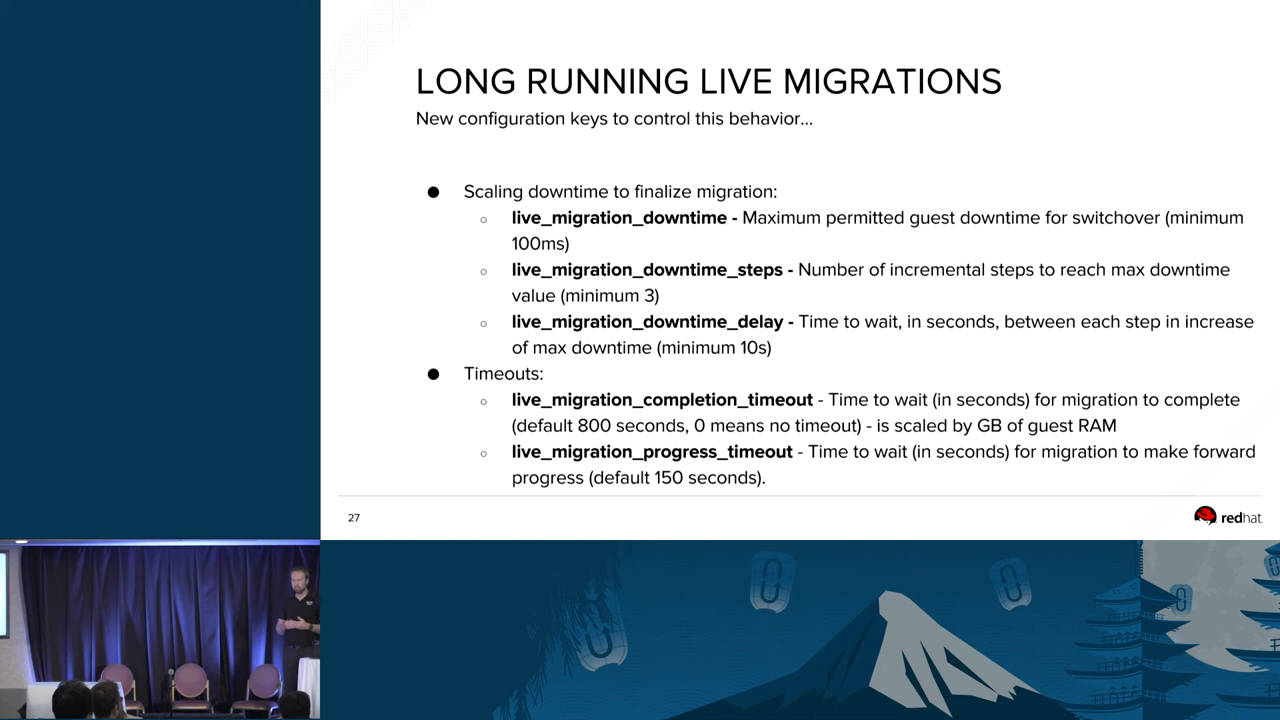 LONG RUNNING LIVE MIGRATIONS
New configuration keys to control this behavior...
● Scaling downtime to finalize migration:
○ live_migration_downtime - Maximum permitted guest downtime for switchover (minimum
100ms)
○ live_migration_downtime_steps - Number of incremental steps to reach max downtime
value (minimum 3)
○ live_migration_downtime_delay - Time to wait, in seconds, between each step in increase
of max downtime (minimum 10s)
● Timeouts:
○ live_migration_completion_timeout - Time to wait (in seconds) for migration to complete
(default 800 seconds, 0 means no timeout) - is scaled by GB of guest RAM
○ live_migration_progress_timeout - Time to wait (in seconds) for migration to make forward
progress (default 150 seconds).
27
redhat.